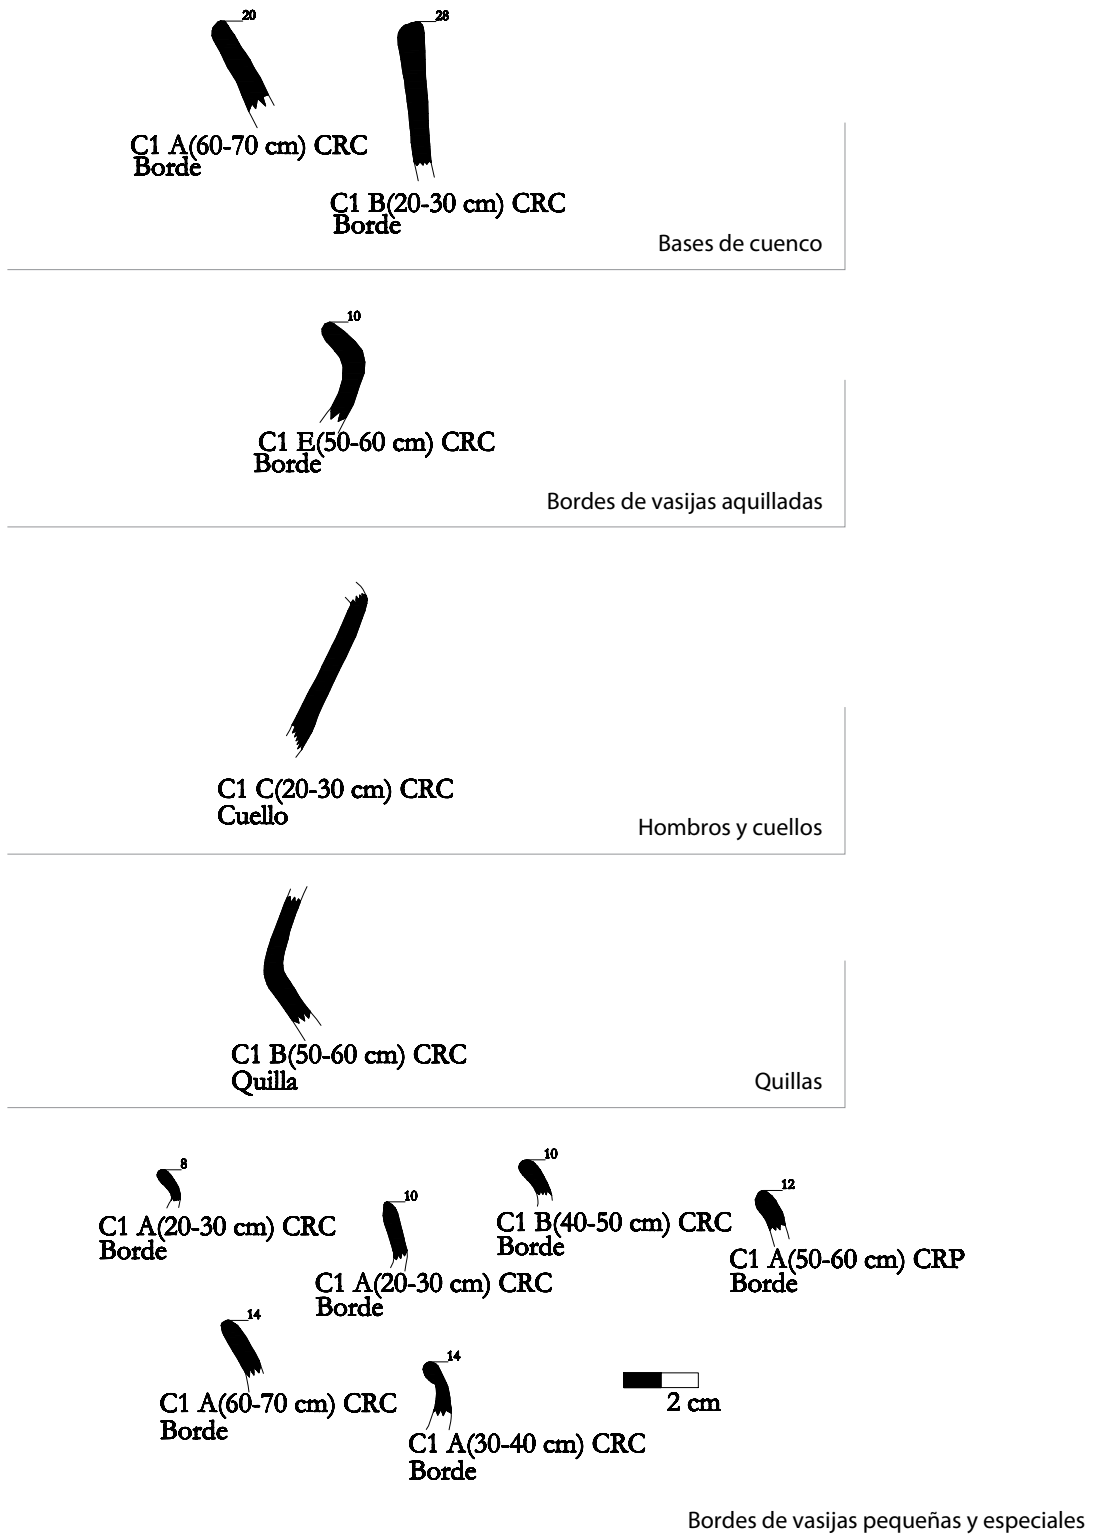 20
28
C1 A(60-70 cm) CRC
Borde
C1 B(20-30 cm) CRC
Borde
Bases de cuenco
10
C1 E(50-60 cm) CRC
Borde
Bordes de vasijas aquilladas
C1 C(20-30 cm) CRC
Cuello
Hombros y cuellos
C1 B(50-60 cm) CRC
Quilla
Quillas
8
C1 A(20-30 cm) CRC
Borde
10
C1 A(20-30 cm) CRC
Borde
10
C1 B(40-50 cm) CRC
Borde
12
C1 A(50-60 cm) CRP
Borde
14
C1 A(60-70 cm) CRC
Borde
14
C1 A(30-40 cm) CRC
Borde
2 cm
Bordes de vasijas pequeñas y especiales